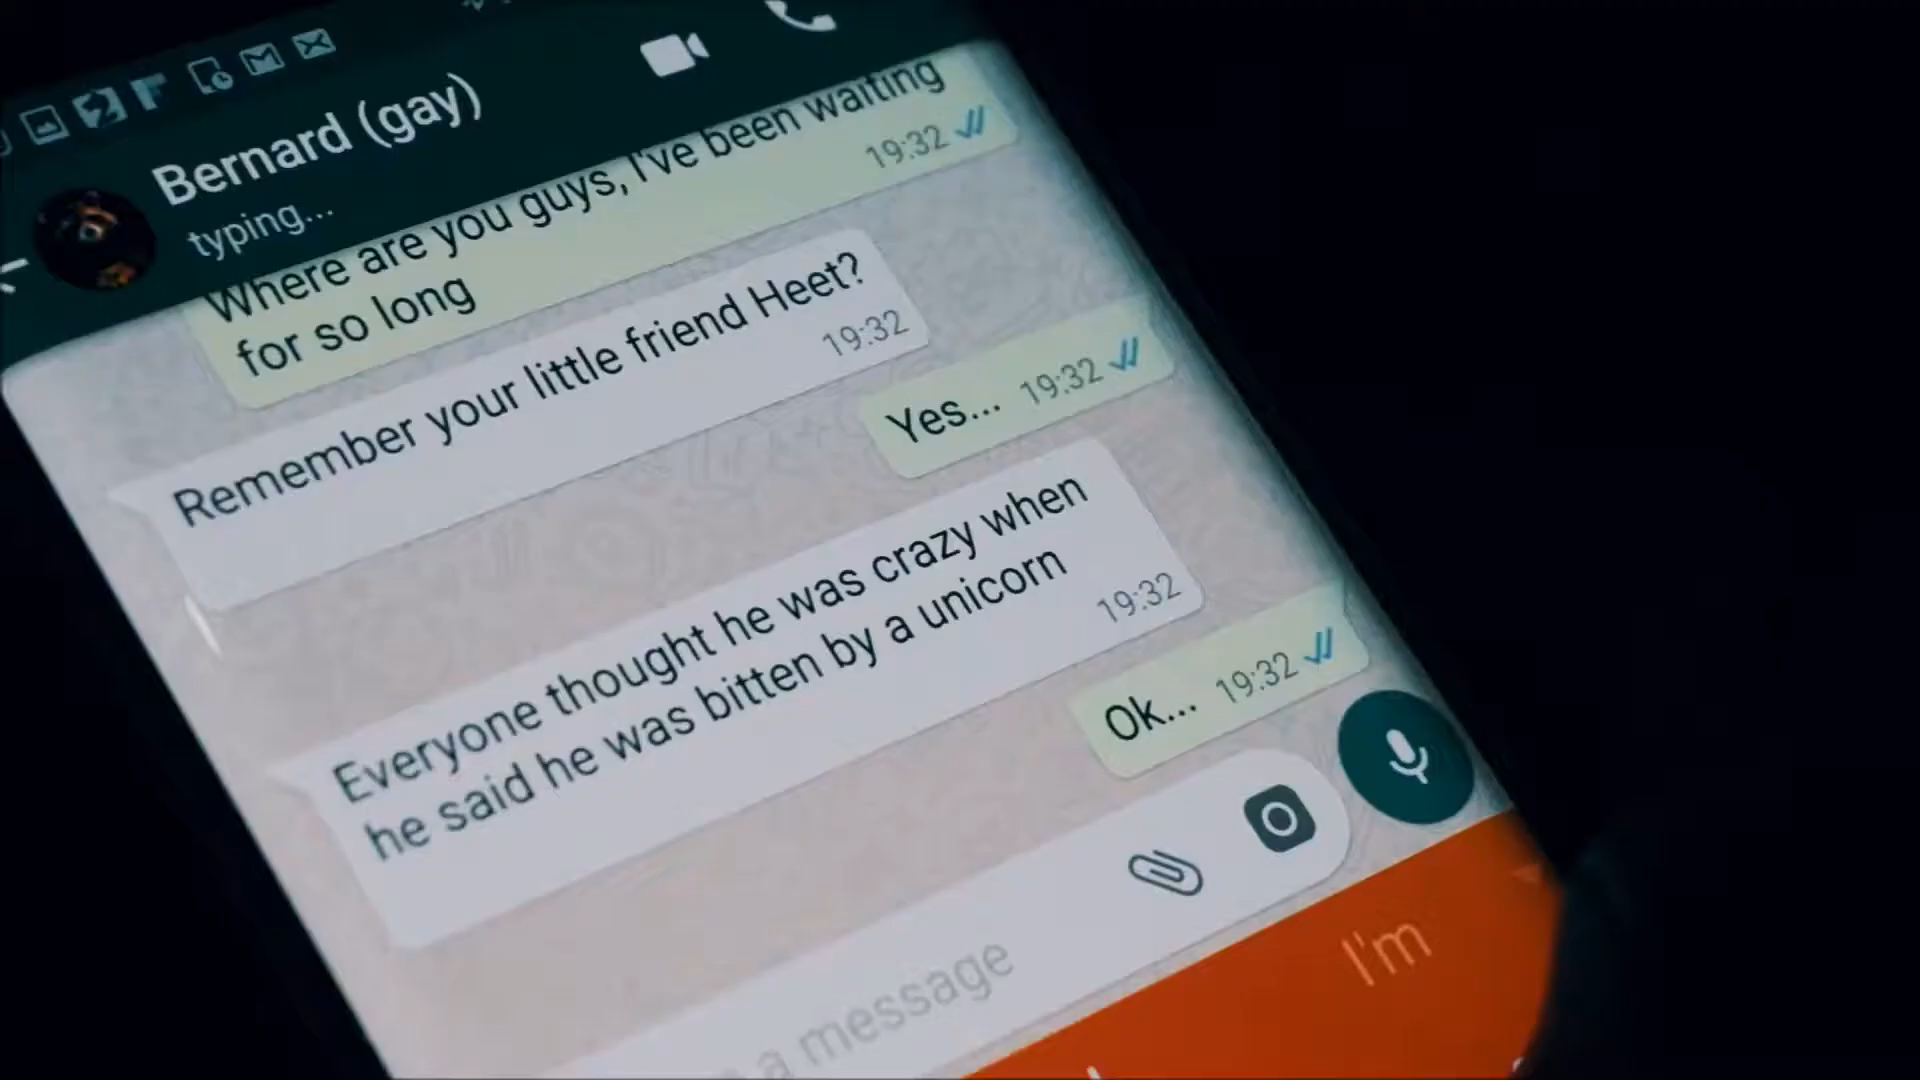 Bernard (gay)
typing...
Where are you guys, I've been waiting
for so long
19:32
Remember your little friend Heet?
19:32
Yes... 19:32
Everyone thought he was crazy when
he said he was bitten by a unicorn
19:32
Ok... 19:32
a message
I'm